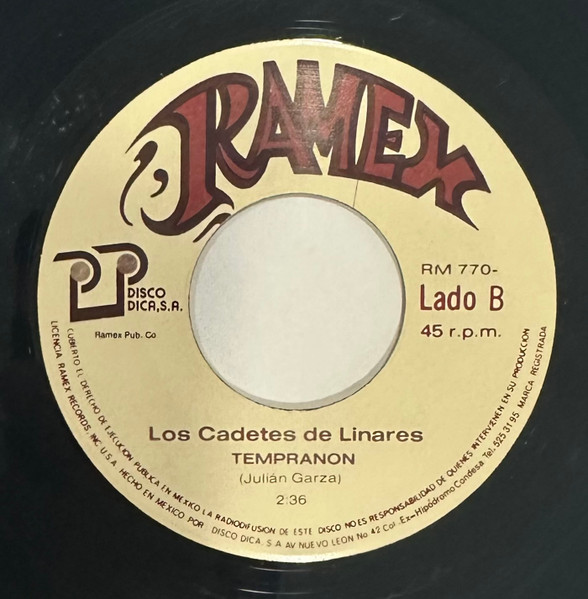 RAMEX
DISCO
DICA, S.A.
Ramex Pub. Co
RM 770-
Lado B
45 r.p.m.
Los Cadetes de Linares
TEMPRANON
(Julián Garza)
2:36
CUBIERTO EL DERECHO DE EJECUCION PUBLICA EN MEXICO LA RADIODIFUSION DE ESTE DISCO NO ES RESPONSABILIDAD DE QUIENES INTERVIENEN EN SU PRODUCCION
LICENCIA RAMEX RECORDS, INC U.S.A. HECHO EN MEXICO POR: DISCO DICA, S.A AV NUEVO LEON No 42 Col. Ex-Hipódromo Condesa Tel. 525 31 95 MARCA REGISTRADA